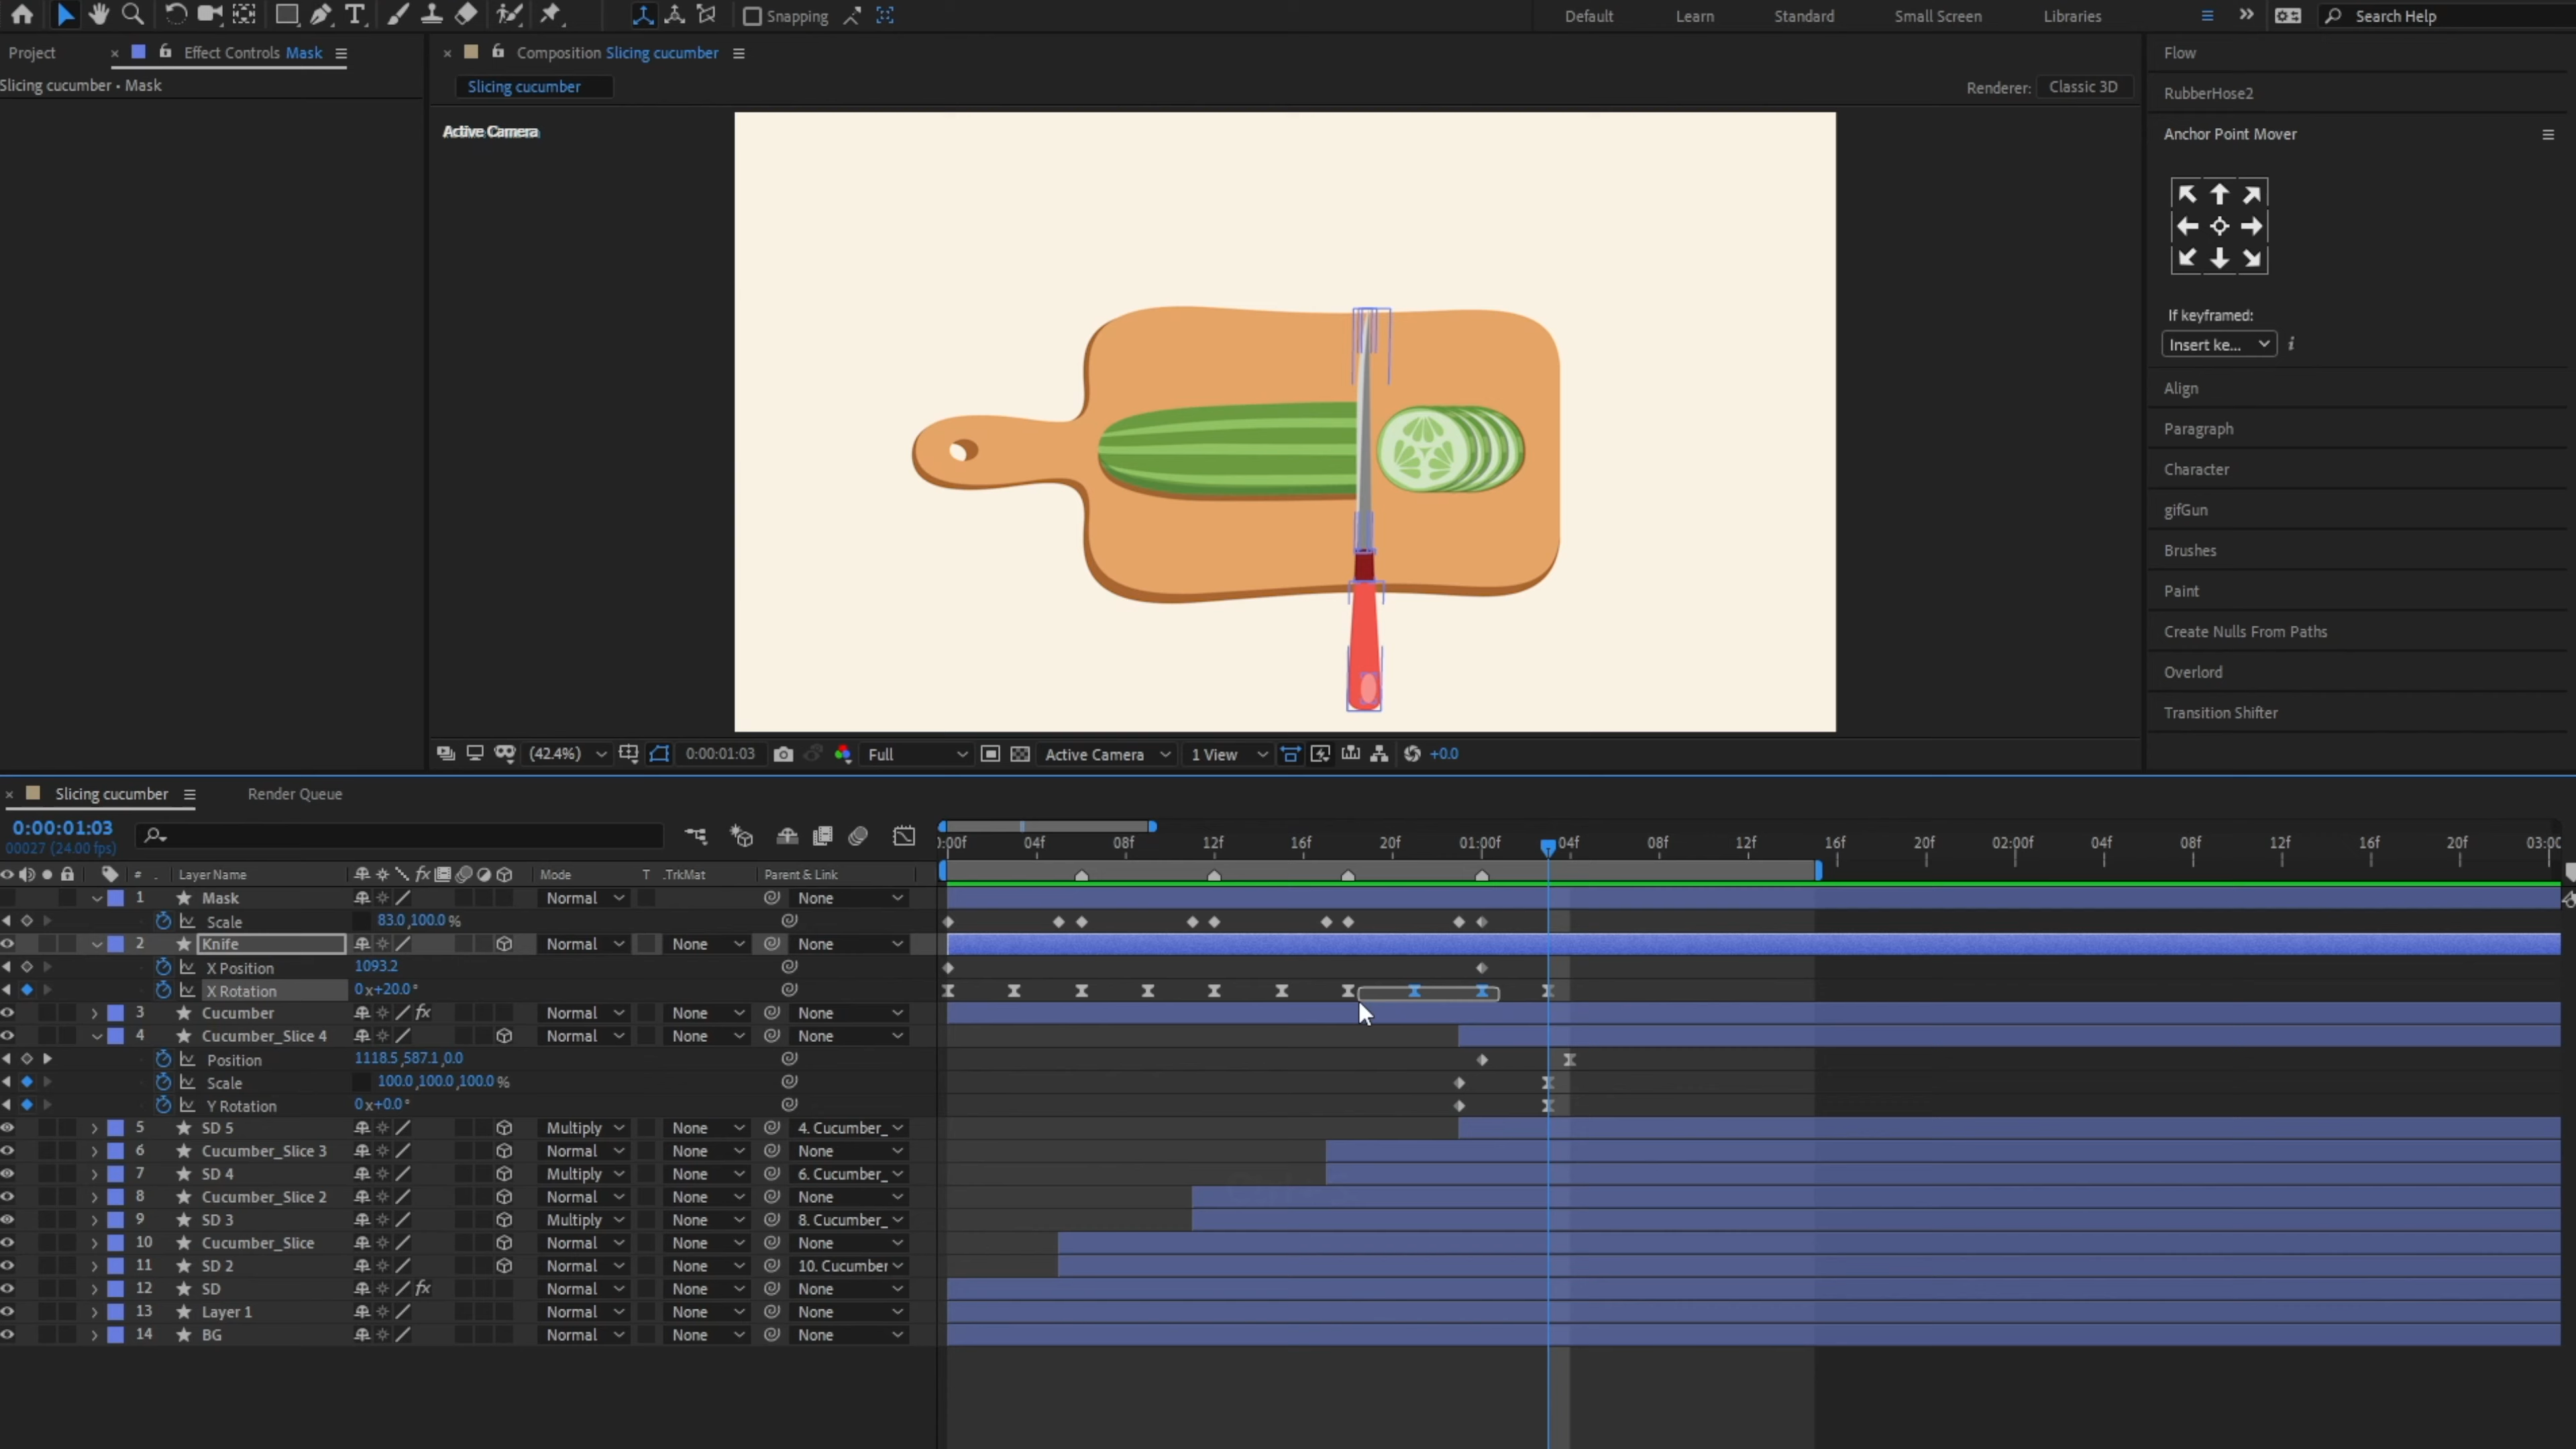 Snapping Default Learn Standard Small Screen Libraries Search Help
Project Effect Controls Mask Composition Slicing cucumber Flow
Slicing cucumber • Mask Slicing cucumber Renderer: Classic 3D RubberHose2
Active Camera Anchor Point Mover
If keyframed:
Insert ke... i
Align
Paragraph
Character
gifGun
Brushes
Paint
Create Nulls From Paths
Overlord
Transition Shifter
(42.4%) 0:00:01:03 Full Active Camera 1 View +0.0
Slicing cucumber Render Queue
0:00:01:03
00027 (24.00 fps)
):00f 04f 08f 12f 16f 20f 01:00f 04f 08f 12f 16f 20f 02:00f 04f 08f 12f 16f 20f 03:00
# . Layer Name fx Mode T .TrkMat Parent & Link
1 Mask Normal None
Scale 83.0,100.0%
2 Knife Normal None None
X Position 1093.2
X Rotation 0x+20.0°
3 Cucumber fx Normal None None
4 Cucumber_Slice 4 Normal None None
Position 1118.5,587.1,0.0
Scale 100.0,100.0,100.0%
Y Rotation 0x+0.0°
5 SD 5 Multiply None 4. Cucumber_
6 Cucumber_Slice 3 Normal None None
7 SD 4 Multiply None 6. Cucumber_
8 Cucumber_Slice 2 Normal None None
9 SD 3 Multiply None 8. Cucumber_
10 Cucumber_Slice Normal None None
11 SD 2 Multiply None 10. Cucumber
12 SD fx Normal None None
13 Layer 1 Normal None None
14 BG Normal None None